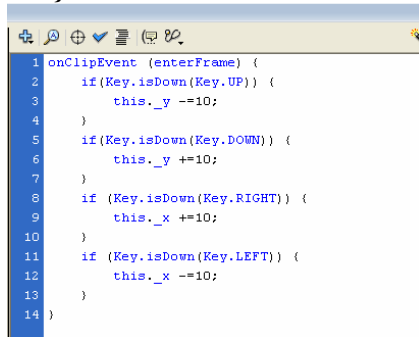 1 onClipEvent (enterFrame) {
2     if(Key.isDown(Key.UP)) {
3         this._y -=10;
4     }
5     if(Key.isDown(Key.DOWN)) {
6         this._y +=10;
7     }
8     if (Key.isDown(Key.RIGHT)) {
9         this._x +=10;
10     }
11     if (Key.isDown(Key.LEFT)) {
12         this._x -=10;
13     }
14 }